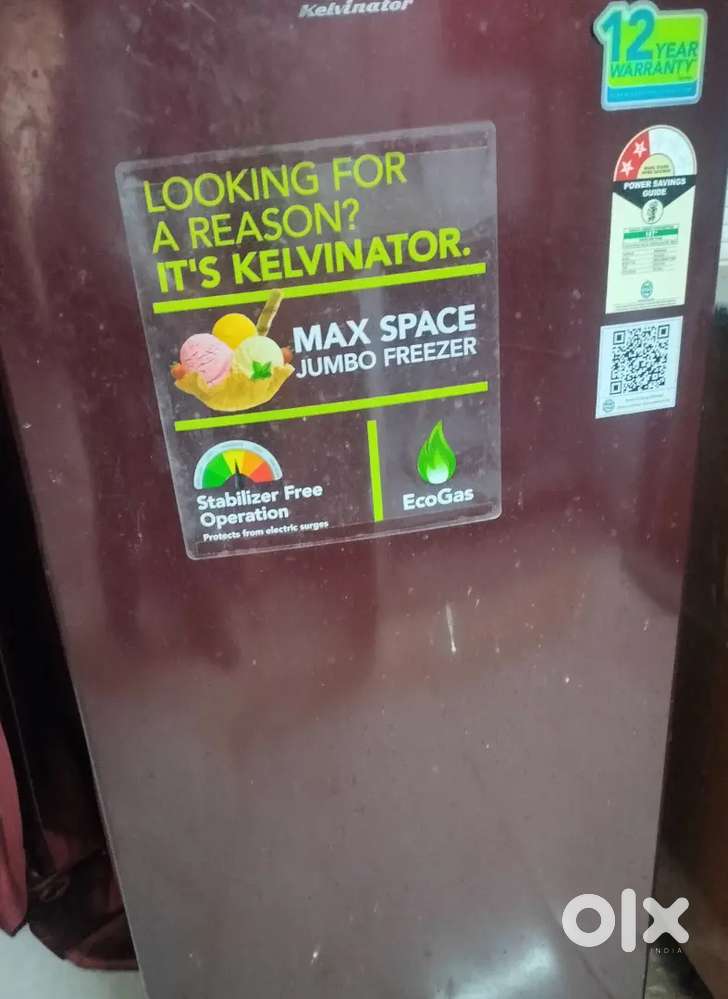 Kelvinator
12 YEAR
WARRANTY
LOOKING FOR
A REASON?
IT'S KELVINATOR.
MAX SPACE
JUMBO FREEZER
Stabilizer Free
Operation
Protects from electric surges
EcoGas
POWER SAVINGS
GUIDE
olx
INDIA